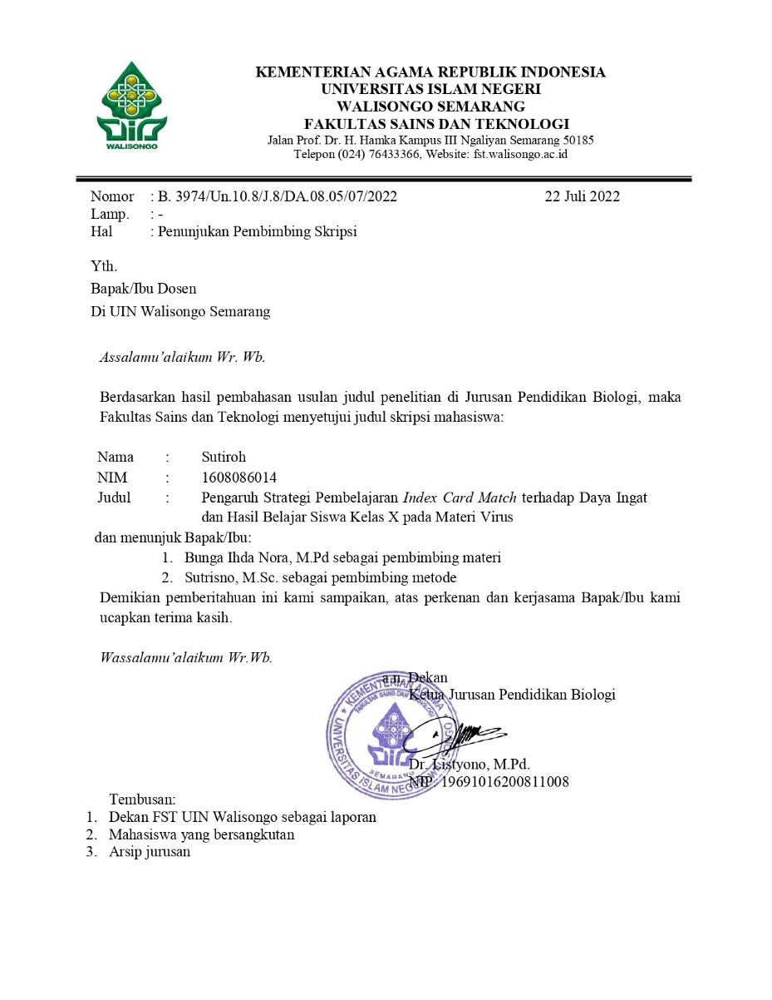 KEMENTERIAN AGAMA REPUBLIK INDONESIA
UNIVERSITAS ISLAM NEGERI
WALISONGO SEMARANG
FAKULTAS SAINS DAN TEKNOLOGI
Jalan Prof. Dr. H. Hamka Kampus III Ngaliyan Semarang 50185
Telepon (024) 76433366, Website: fst.walisongo.ac.id
UIN
WALISONGO
Nomor : B. 3974/Un.10.8/J.8/DA.08.05/07/2022 22 Juli 2022
Lamp. : -
Hal : Penunjukan Pembimbing Skripsi
Yth.
Bapak/Ibu Dosen
Di UIN Walisongo Semarang
Assalamu’alaikum Wr. Wb.
Berdasarkan hasil pembahasan usulan judul penelitian di Jurusan Pendidikan Biologi, maka
Fakultas Sains dan Teknologi menyetujui judul skripsi mahasiswa:
Nama : Sutiroh
NIM : 1608086014
Judul : Pengaruh Strategi Pembelajaran Index Card Match terhadap Daya Ingat
dan Hasil Belajar Siswa Kelas X pada Materi Virus
dan menunjuk Bapak/Ibu:
1. Bunga Ihda Nora, M.Pd sebagai pembimbing materi
2. Sutrisno, M.Sc. sebagai pembimbing metode
Demikian pemberitahuan ini kami sampaikan, atas perkenan dan kerjasama Bapak/Ibu kami
ucapkan terima kasih.
Wassalamu’alaikum Wr.Wb.
a.n. Dekan
Ketua Jurusan Pendidikan Biologi
KEMENTERIAN AGAMA
FAKULTAS SAINS DAN TEKNOLOGI
UNIVERSITAS ISLAM NEGERI WALISONGO
UIN
SEMARANG
Dr. Listyono, M.Pd.
NIP. 19691016200811008
Tembusan:
1. Dekan FST UIN Walisongo sebagai laporan
2. Mahasiswa yang bersangkutan
3. Arsip jurusan